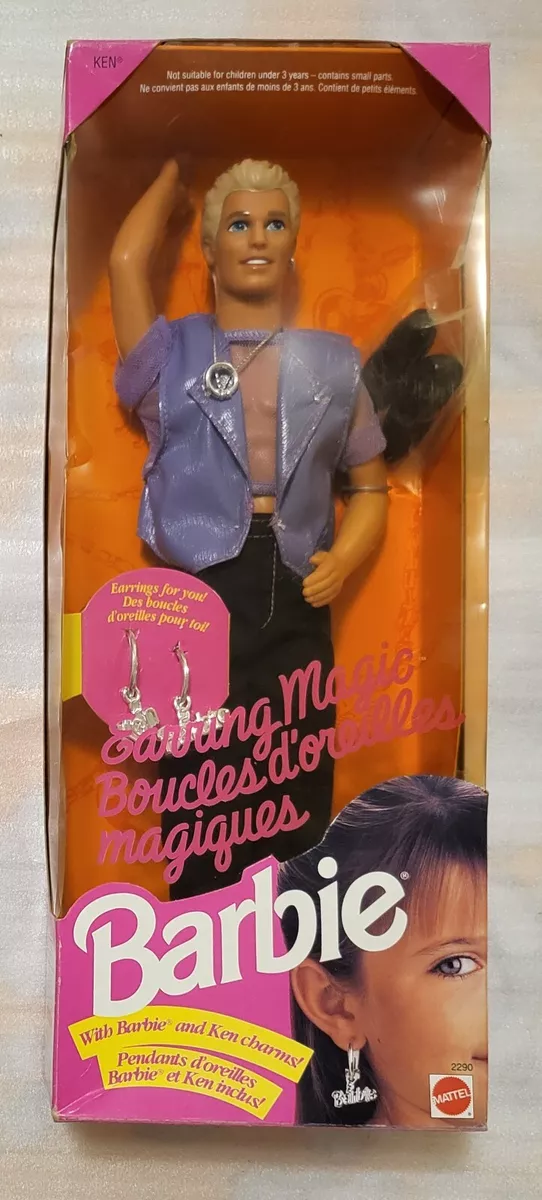 KEN®
Not suitable for children under 3 years – contains small parts.
Ne convient pas aux enfants de moins de 3 ans. Contient de petits éléments.
Earrings for you!
Des boucles
d'oreilles pour toi!
Earring Magic
Boucles d'oreilles
magiques
Barbie®
With Barbie® and Ken charms!
Pendants d'oreilles
Barbie® et Ken inclus!
Barbie
2290
MATTEL